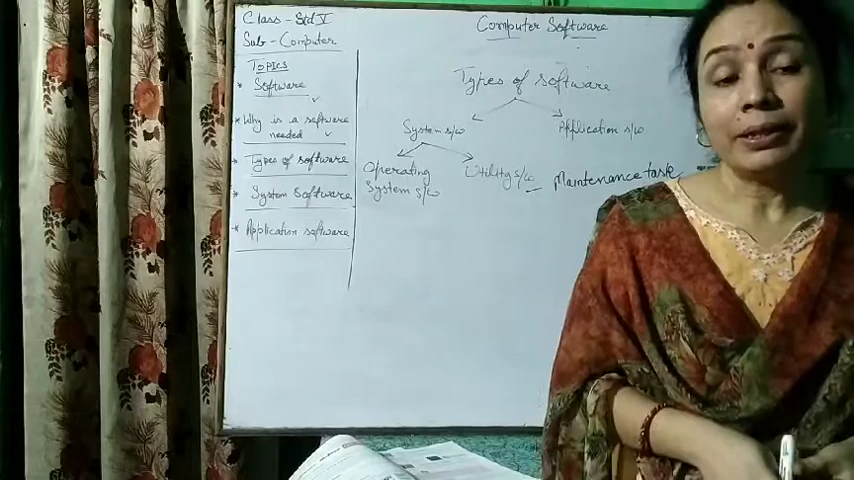 Class - Std V
Sub - Computer
Topics
* Software ✓
* Why is a software
needed ✓
* Types of software
* System software
* Application software
Computer Software
Types of software
System s/w
Application s/w
Operating
System s/w
Utility s/w - Maintenance task